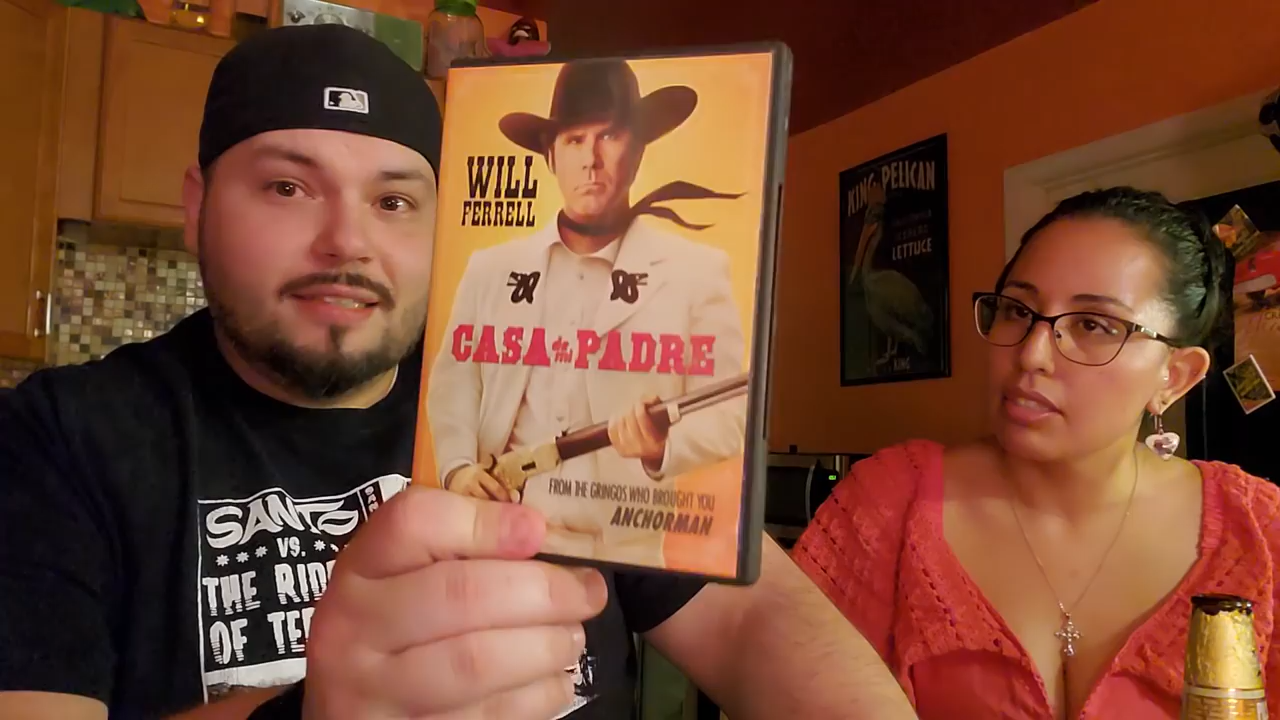 WILL
FERRELL
CASA de mi PADRE
FROM THE GRINGOS WHO BROUGHT YOU
ANCHORMAN
SANTO
VS.
THE RID
OF TE
KING PELICAN
LETTUCE
KING